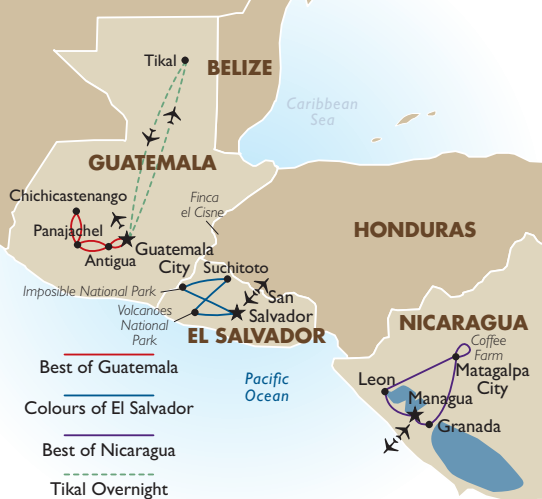 Tikal
BELIZE
Caribbean
Sea
GUATEMALA
Chichicastenango
Finca
el Cisne
Panajachel
HONDURAS
Antigua
Guatemala
City
Suchitoto
Imposible National Park
San
Salvador
Volcanoes
National
Park
EL SALVADOR
NICARAGUA
Coffee
Farm
Best of Guatemala
Pacific
Ocean
Leon
Matagalpa
City
Managua
Colours of El Salvador
Granada
Best of Nicaragua
Tikal Overnight